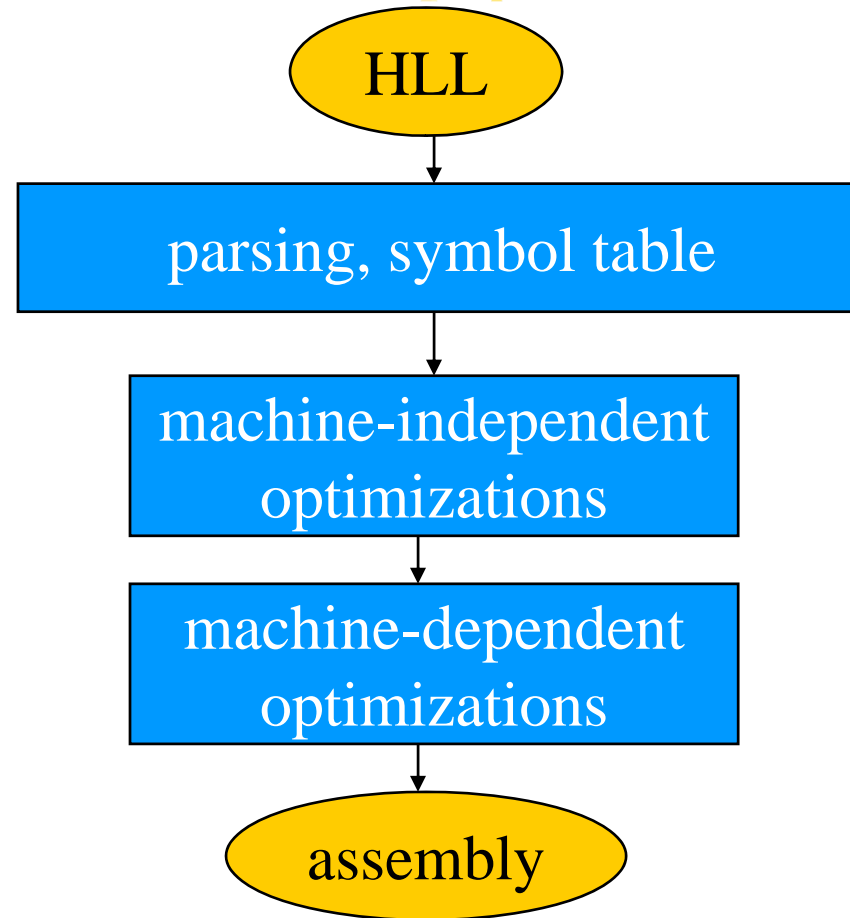 HLL
parsing, symbol table
machine-independent
optimizations
machine-dependent
optimizations
assembly